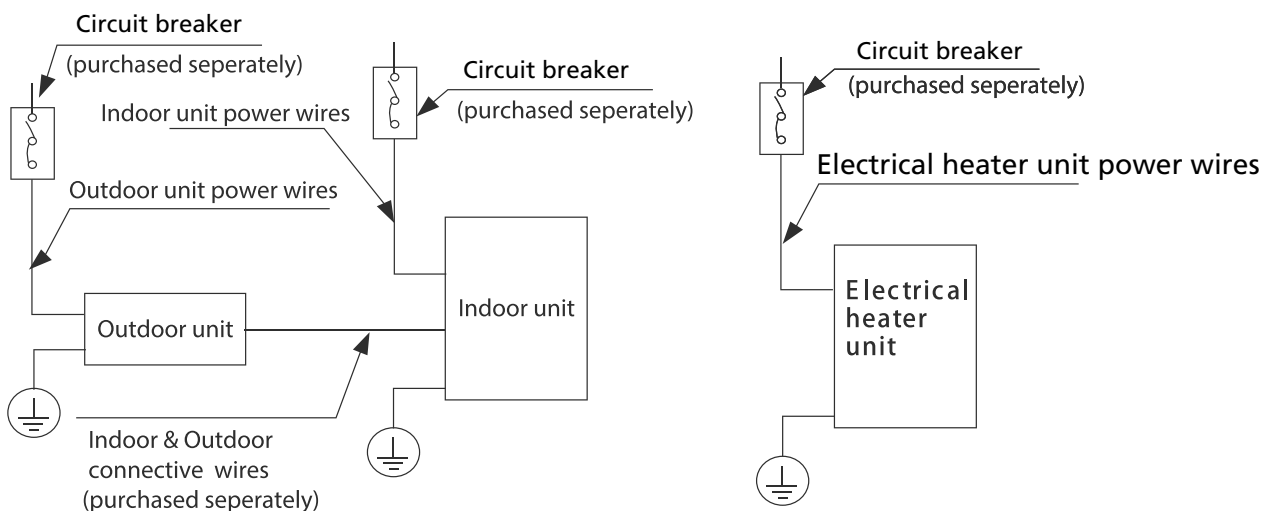 Circuit breaker
(purchased seperately)
Circuit breaker
(purchased seperately)
Indoor unit power wires
Outdoor unit power wires
Outdoor unit
Indoor unit
Indoor & Outdoor
connective wires
(purchased seperately)
Circuit breaker
(purchased seperately)
Electrical heater unit power wires
Electrical
heater
unit